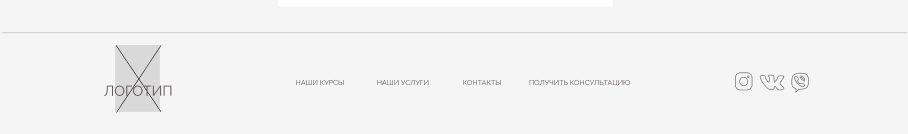 ЛОГОТИП
НАШИ КУРСЫ НАШИ УСЛУГИ КОНТАКТЫ ПОЛУЧИТЬ КОНСУЛЬТАЦИЮ